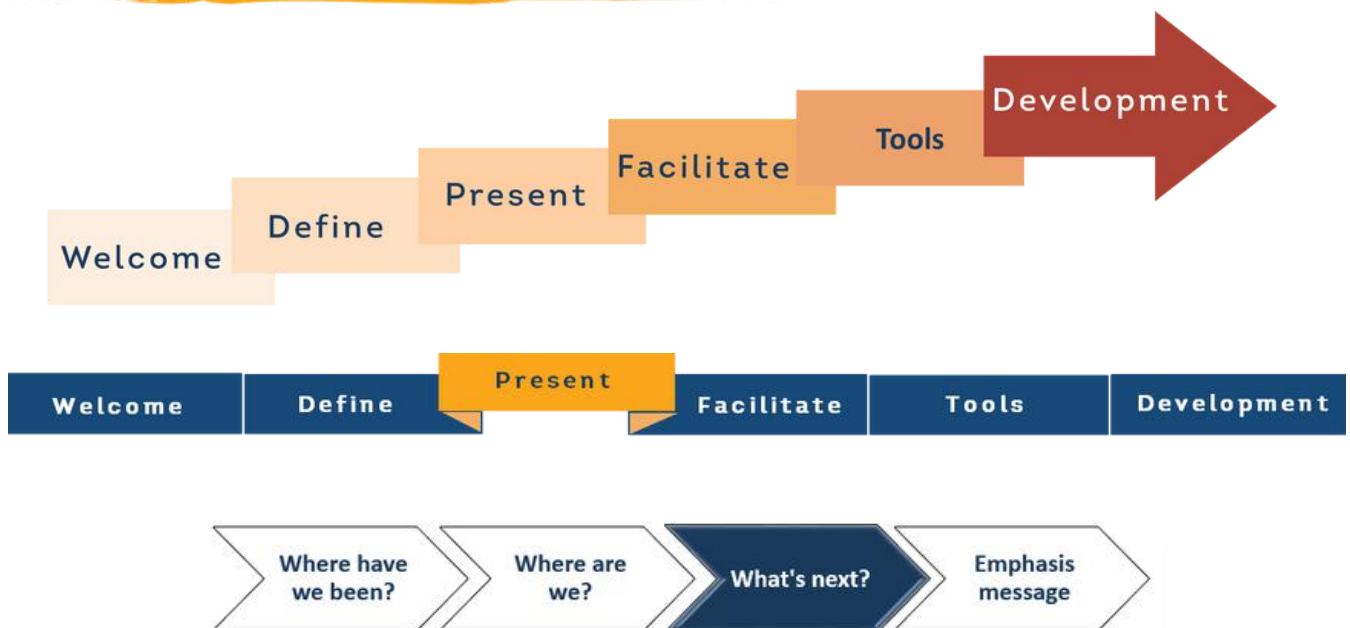 Welcome
Define
Present
Facilitate
Tools
Development
Welcome
Define
Present
Facilitate
Tools
Development
Where have
we been?
Where are
we?
What's next?
Emphasis
message